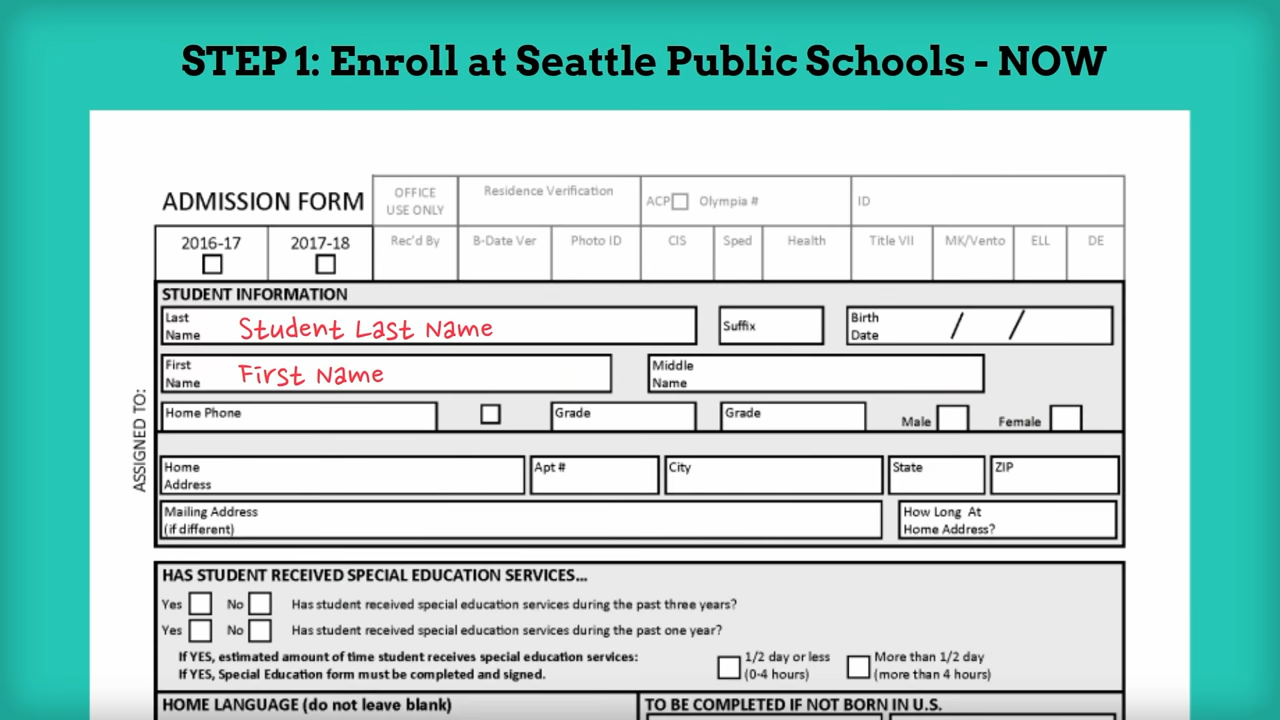 STEP 1: Enroll at Seattle Public Schools - NOW
ADMISSION FORM
OFFICE USE ONLY
Residence Verification
ACP Olympia #
ID
2016-17
2017-18
Rec'd By
B-Date Ver
Photo ID
CIS
Sped
Health
Title VII
MK/Vento
ELL
DE
ASSIGNED TO:
STUDENT INFORMATION
Last
Name
Student Last Name
Suffix
Birth
Date
/ /
First
Name
First Name
Middle
Name
Home Phone
Grade
Grade
Male
Female
Home
Address
Apt #
City
State
ZIP
Mailing Address
(if different)
How Long At
Home Address?
HAS STUDENT RECEIVED SPECIAL EDUCATION SERVICES...
Yes No Has student received special education services during the past three years?
Yes No Has student received special education services during the past one year?
If YES, estimated amount of time student receives special education services:
If YES, Special Education form must be completed and signed.
1/2 day or less
(0-4 hours)
More than 1/2 day
(more than 4 hours)
HOME LANGUAGE (do not leave blank)
TO BE COMPLETED IF NOT BORN IN U.S.